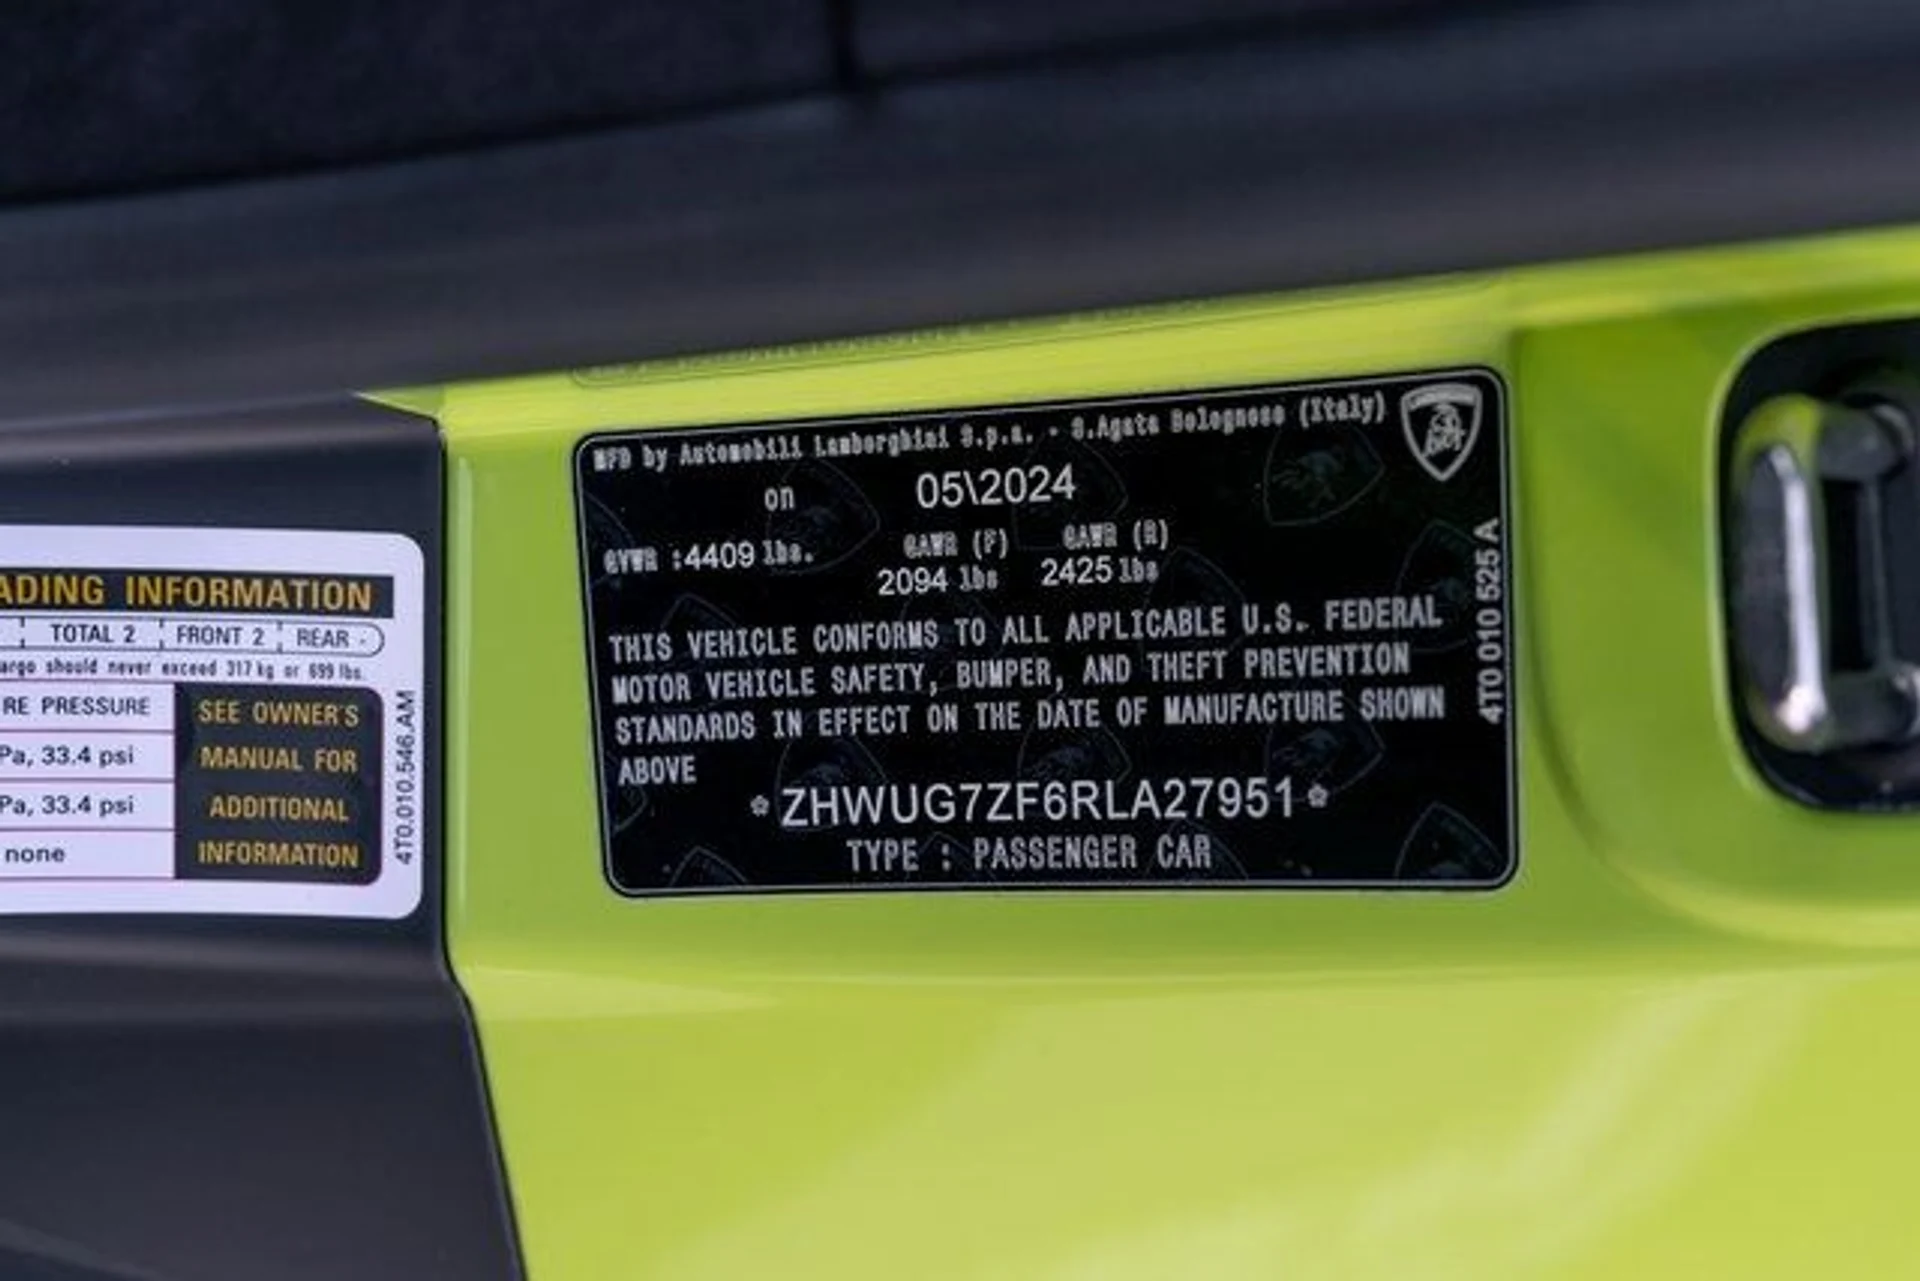 ADING INFORMATION
TOTAL 2 FRONT 2 REAR -
argo should never exceed 317 kg or 699 lbs.
RE PRESSURE
Pa, 33.4 psi
Pa, 33.4 psi
none
SEE OWNER'S
MANUAL FOR
ADDITIONAL
INFORMATION
4T0.010.546.AM
MFD by Automobili Lamborghini S.p.a. - S.Agata Bolognese (Italy)
on 05\2024
GVWR :4409 lbs. GAWR (F) GAWR (R)
2094 lbs 2425 lbs
THIS VEHICLE CONFORMS TO ALL APPLICABLE U.S. FEDERAL
MOTOR VEHICLE SAFETY, BUMPER, AND THEFT PREVENTION
STANDARDS IN EFFECT ON THE DATE OF MANUFACTURE SHOWN
ABOVE
ZHWUG7ZF6RLA27951
TYPE : PASSENGER CAR
4T0 010 525 A